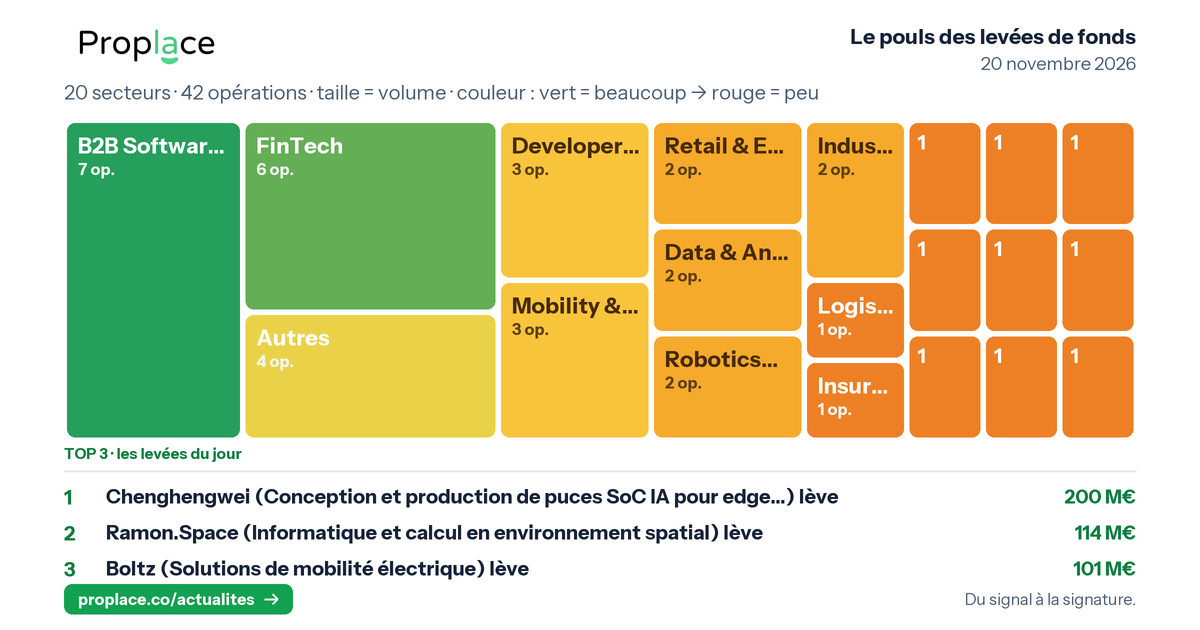 Proplace
Le pouls des levées de fonds
20 novembre 2026
20 secteurs · 42 opérations · taille = volume · couleur : vert = beaucoup → rouge = peu
B2B Softwar...
7 op.
FinTech
6 op.
Autres
4 op.
Developer...
3 op.
Mobility &...
3 op.
Retail & E...
2 op.
Data & An...
2 op.
Robotics...
2 op.
Indus...
2 op.
Logis...
1 op.
Insur...
1 op.
1
1
1
1
1
1
1
1
1
TOP 3 · les levées du jour
1 Chenghengwei (Conception et production de puces SoC IA pour edge...) lève 200 M€
2 Ramon.Space (Informatique et calcul en environnement spatial) lève 114 M€
3 Boltz (Solutions de mobilité électrique) lève 101 M€
proplace.co/actualites →
Du signal à la signature.